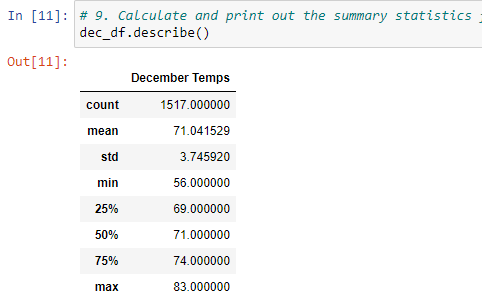 In [11]: # 9. Calculate and print out the summary statistics
dec_df.describe()
Out[11]:
December Temps
count 1517.000000
mean 71.041529
std 3.745920
min 56.000000
25% 69.000000
50% 71.000000
75% 74.000000
max 83.000000